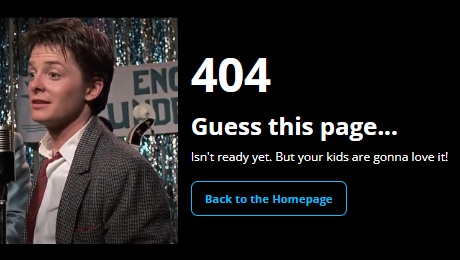 ENC
UNDE
404
Guess this page...
Isn't ready yet. But your kids are gonna love it!
Back to the Homepage